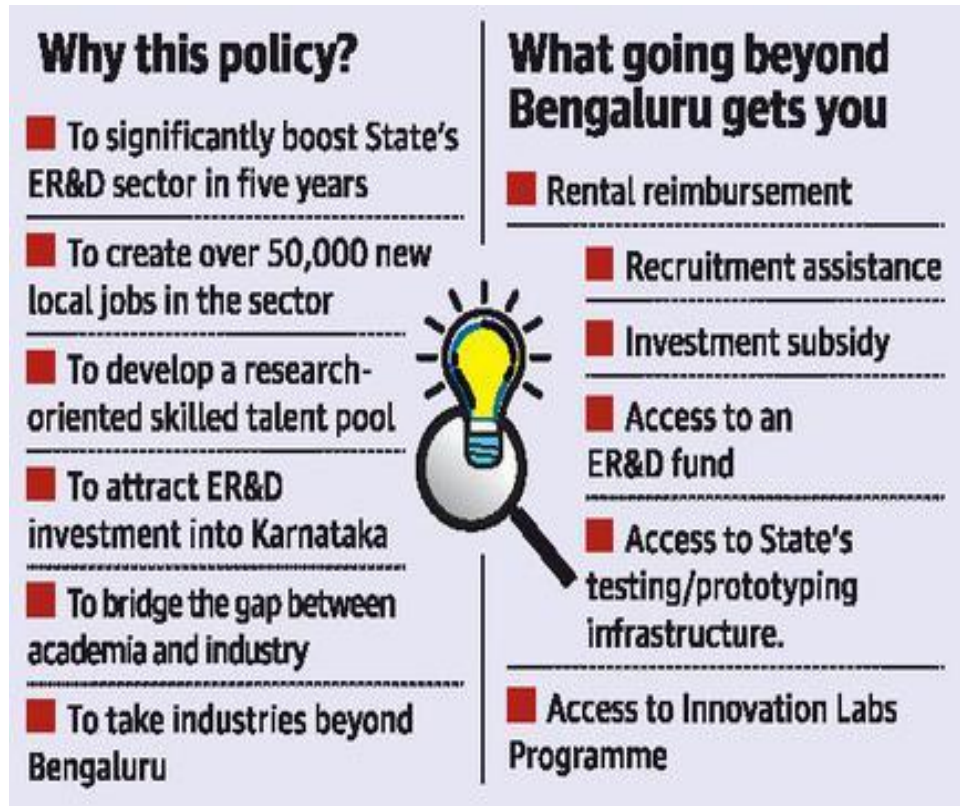 Why this policy?
To significantly boost State's
ER&D sector in five years
To create over 50,000 new
local jobs in the sector
To develop a research-
oriented skilled talent pool
To attract ER&D
investment into Karnataka
To bridge the gap between
academia and industry
To take industries beyond
Bengaluru
What going beyond
Bengaluru gets you
Rental reimbursement
Recruitment assistance
Investment subsidy
Access to an
ER&D fund
Access to State's
testing/prototyping
infrastructure.
Access to Innovation Labs
Programme